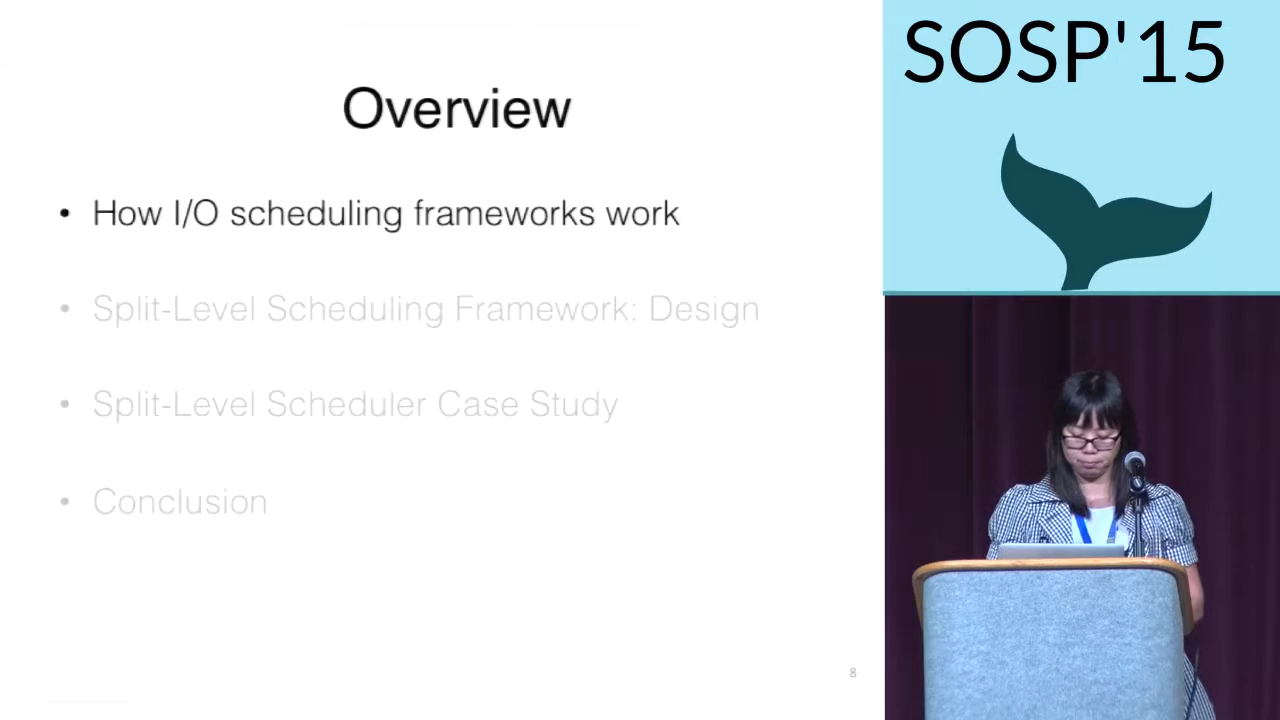 Overview
• How I/O scheduling frameworks work
• Split-Level Scheduling Framework: Design
• Split-Level Scheduler Case Study
• Conclusion
8
SOSP'15